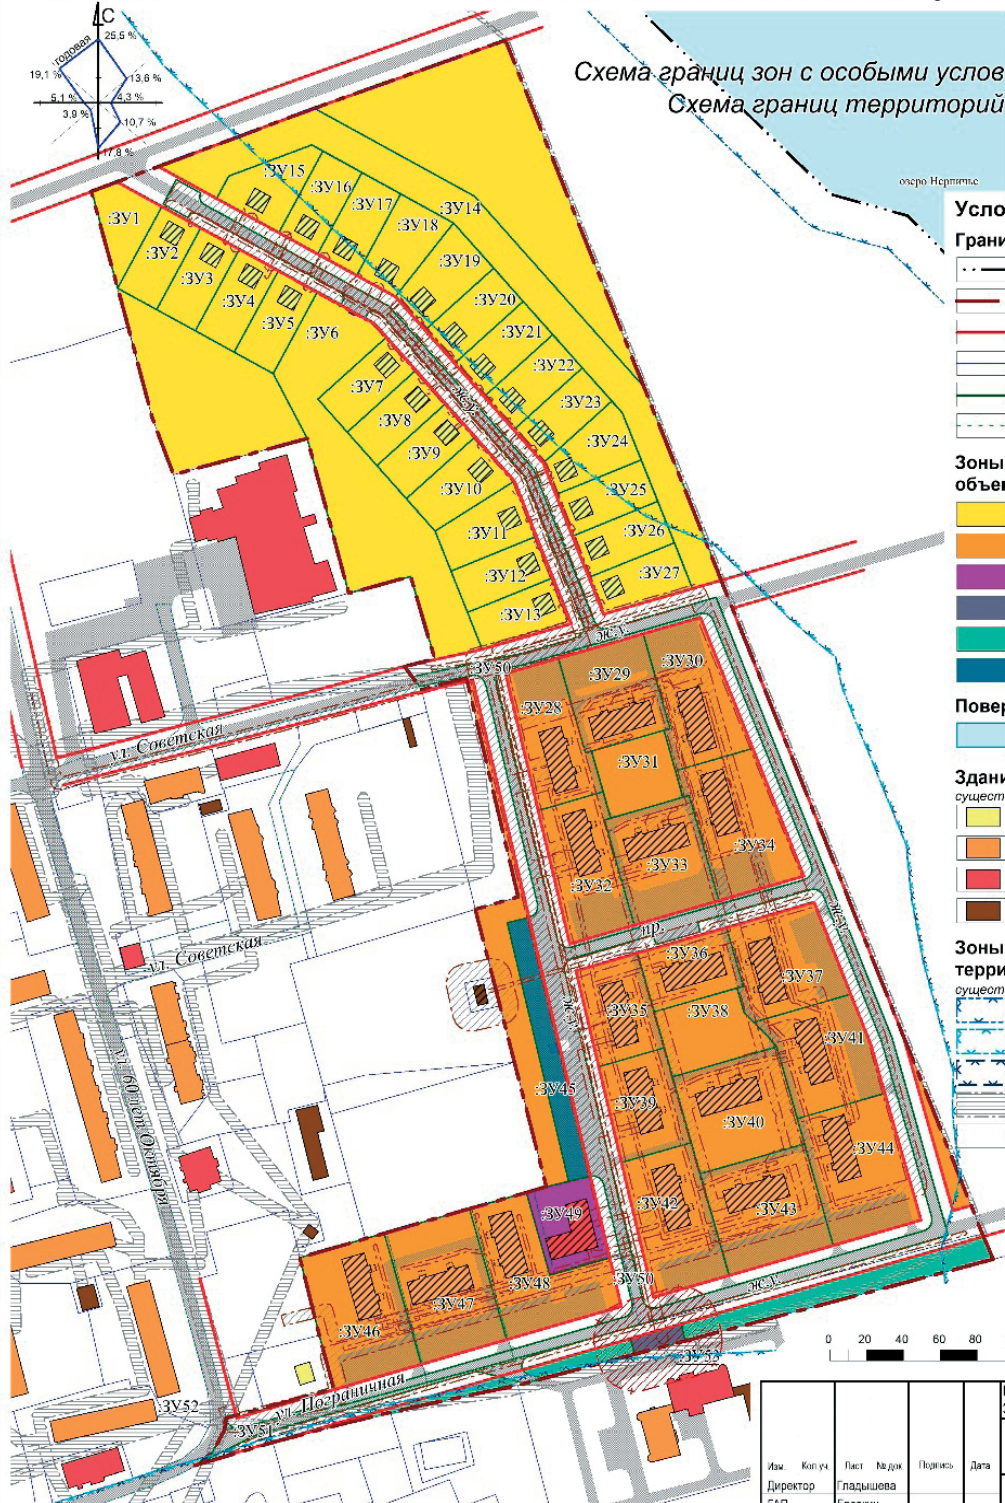 С
годовая
25,5 %
19,1 %
13,6 %
5,1 %
4,3 %
3,9 %
10,7 %
17,8 %
Схема границ зон с особыми услов
Схема границ территорий
озеро Нерпичье
Усло
Грани
Зоны
объе
Повер
Здани
сущест
Зоны
терри
сущест
:ЗУ1
:ЗУ2
:ЗУ3
:ЗУ4
:ЗУ5
:ЗУ6
:ЗУ7
:ЗУ8
:ЗУ9
:ЗУ10
:ЗУ11
:ЗУ12
:ЗУ13
:ЗУ14
:ЗУ15
:ЗУ16
:ЗУ17
:ЗУ18
:ЗУ19
:ЗУ20
:ЗУ21
:ЗУ22
:ЗУ23
:ЗУ24
:ЗУ25
:ЗУ26
:ЗУ27
ж.у.
ж.у.
:ЗУ50
:ЗУ28
:ЗУ29
:ЗУ30
:ЗУ31
:ЗУ32
:ЗУ33
:ЗУ34
ул. Советская
ул. Советская
ул. 60 лет Октября
пр.
ж.у.
ж.у.
:ЗУ35
:ЗУ36
:ЗУ37
:ЗУ38
:ЗУ39
:ЗУ40
:ЗУ41
:ЗУ42
:ЗУ43
:ЗУ44
:ЗУ45
:ЗУ46
:ЗУ47
:ЗУ48
:ЗУ49
:ЗУ50
ж.у.
:ЗУ53
:ЗУ52
:ЗУ51
ул. Пограничная
0 20 40 60 80
Изм. Кол уч. Лист № док Подпись Дата
Директор Гладышева